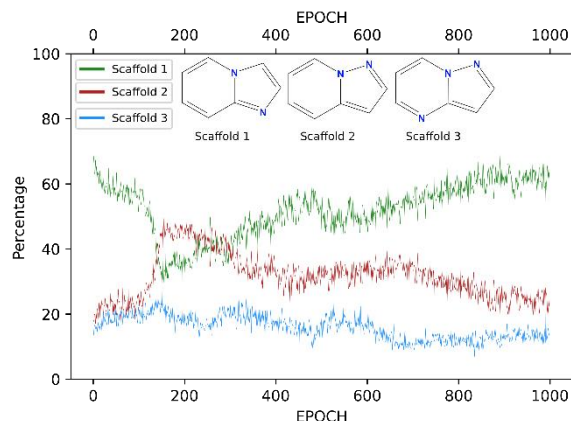 EPOCH
0 200 400 600 800 1000
100
80
60
40
20
0
Percentage
Scaffold 1
Scaffold 2
Scaffold 3
N
N
N
N
N
N
N
Scaffold 1 Scaffold 2 Scaffold 3
0 200 400 600 800 1000
EPOCH